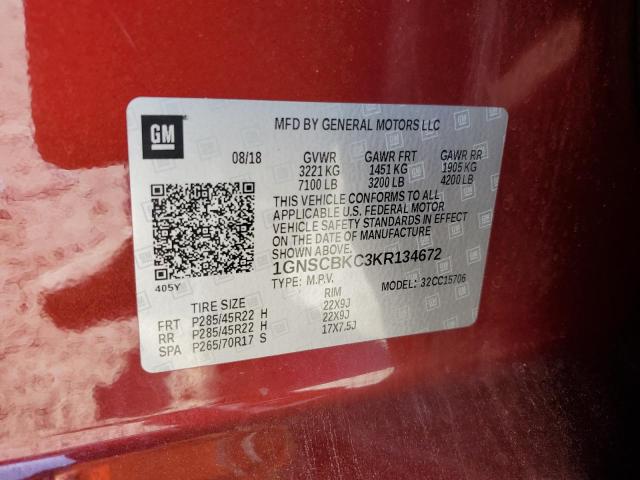 GM
MFD BY GENERAL MOTORS LLC
08/18 GVWR GAWR FRT GAWR RR
3221 KG 1451 KG 1905 KG
7100 LB 3200 LB 4200 LB
THIS VEHICLE CONFORMS TO ALL
APPLICABLE U.S. FEDERAL MOTOR
VEHICLE SAFETY STANDARDS IN EFFECT
ON THE DATE OF MANUFACTURE
SHOWN ABOVE.
1GNSCBKC3KR134672
TYPE: M.P.V. MODEL: 32CC15706
405Y
TIRE SIZE RIM
FRT P285/45R22 H 22X9J
RR P285/45R22 H 22X9J
SPA P265/70R17 S 17X7.5J